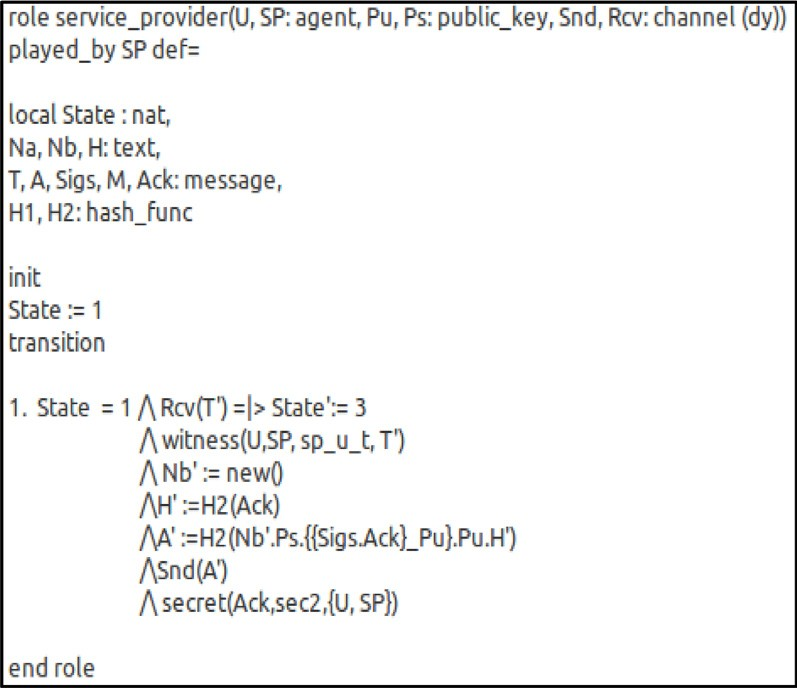 role service_provider(U, SP: agent, Pu, Ps: public_key, Snd, Rcv: channel (dy))
played_by SP def=
local State : nat,
Na, Nb, H: text,
T, A, Sigs, M, Ack: message,
H1, H2: hash_func
init
State := 1
transition
1. State = 1 /\ Rcv(T') =|> State':= 3
/\ witness(U,SP, sp_u_t, T')
/\ Nb' := new()
/\H' :=H2(Ack)
/\A' :=H2(Nb'.Ps.{{Sigs.Ack}_Pu}.Pu.H')
/\Snd(A')
/\ secret(Ack,sec2,{U, SP})
end role